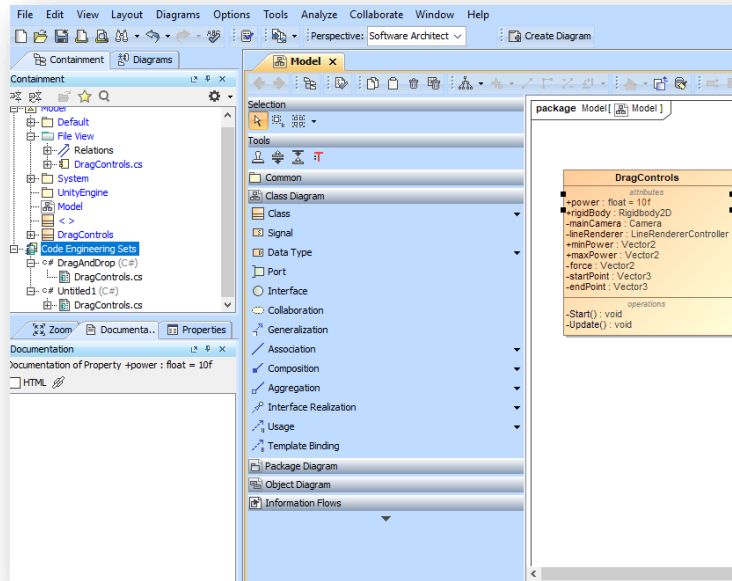 File Edit View Layout Diagrams Options Tools Analyze Collaborate Window Help
Perspective: Software Architect Create Diagram
Containment Diagrams
Containment
Model
Default
File View
Relations
DragControls.cs
System
UnityEngine
Model
< >
DragControls
Code Engineering Sets
c# DragAndDrop (C#)
DragControls.cs
c# Untitled1 (C#)
DragControls.cs
Zoom Documenta.. Properties
Documentation
Documentation of Property +power : float = 10f
HTML
Model
Selection
Tools
Common
Class Diagram
Class
Signal
Data Type
Port
Interface
Collaboration
Generalization
Association
Composition
Aggregation
Interface Realization
Usage
Template Binding
Package Diagram
Object Diagram
Information Flows
package Model[ Model ]
DragControls
attributes
+power : float = 10f
+rigidBody : Rigidbody2D
-mainCamera : Camera
-lineRenderer : LineRendererController
+minPower : Vector2
+maxPower : Vector2
-force : Vector2
-startPoint : Vector3
-endPoint : Vector3
operations
-Start() : void
-Update() : void